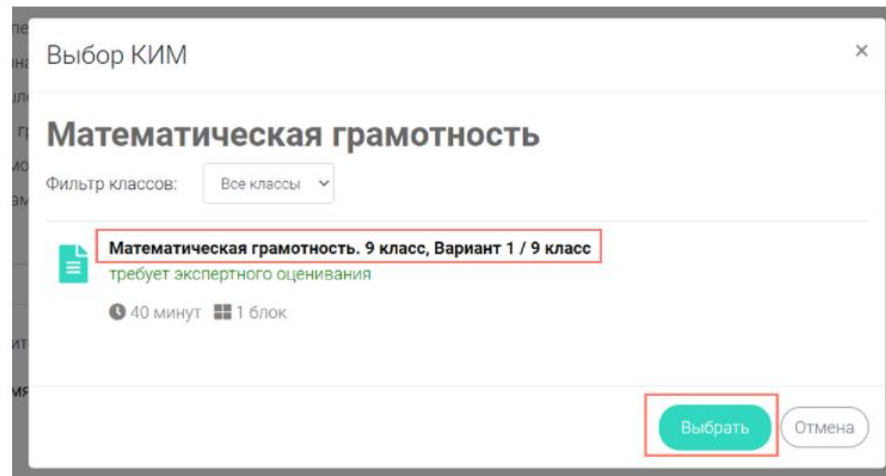 Выбор КИМ
×
Математическая грамотность
Фильтр классов: Все классы
Математическая грамотность. 9 класс, Вариант 1 / 9 класс
требует экспертного оценивания
40 минут 1 блок
Выбрать Отмена